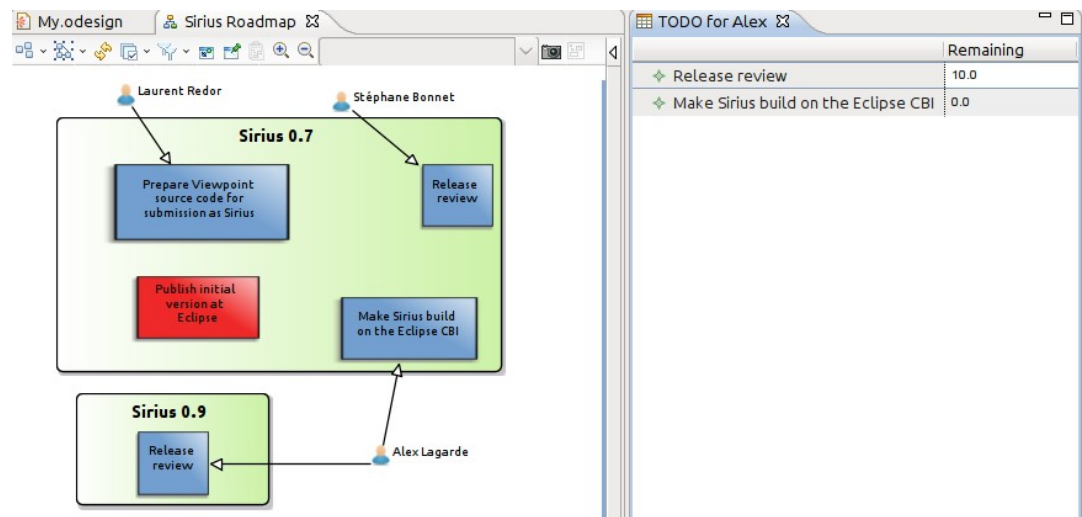 My.odesign
Sirius Roadmap
TODO for Alex
Remaining
Release review 10.0
Make Sirius build on the Eclipse CBI 0.0
Laurent Redor
Stéphane Bonnet
Sirius 0.7
Prepare Viewpoint
source code for
submission as Sirius
Release
review
Publish initial
version at
Eclipse
Make Sirius build
on the Eclipse CBI
Sirius 0.9
Release
review
Alex Lagarde